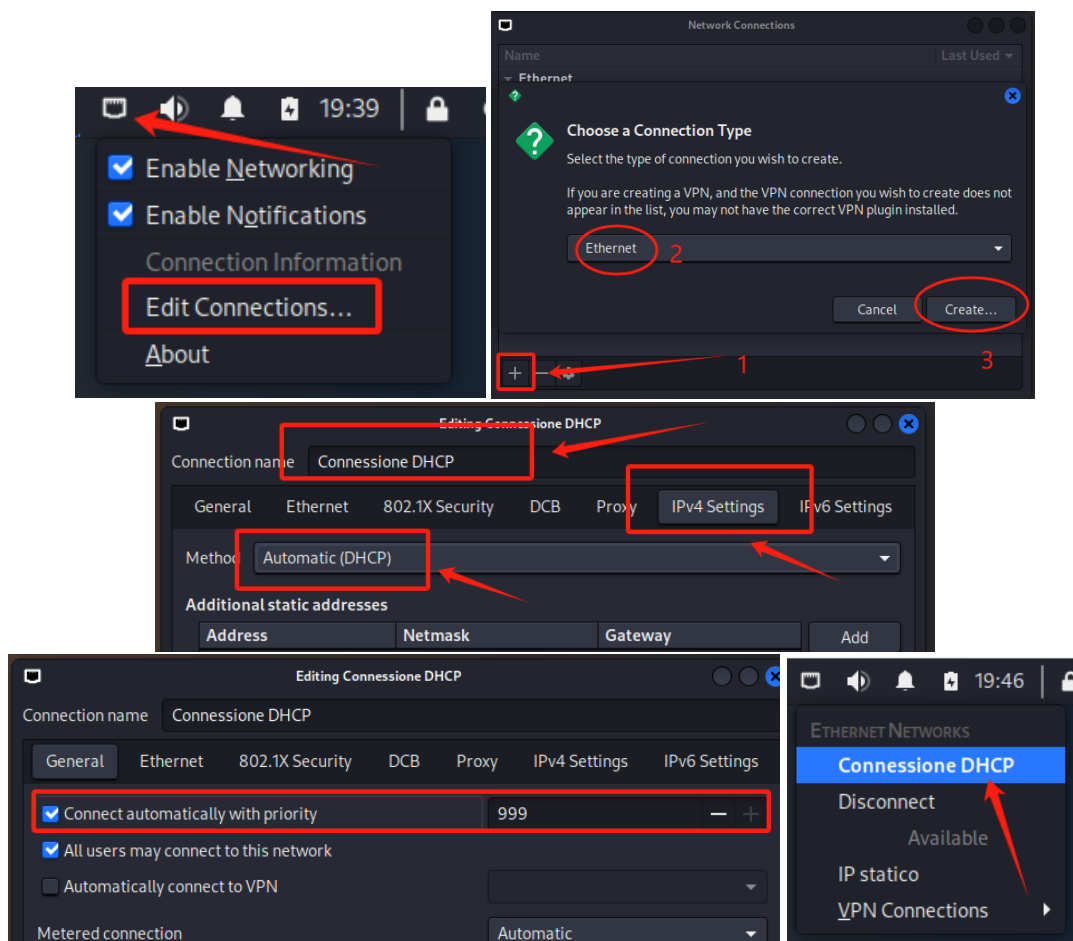 19:39
Enable Networking
Enable Notifications
Connection Information
Edit Connections...
About
Network Connections
Name Last Used
Ethernet
Choose a Connection Type
Select the type of connection you wish to create.
If you are creating a VPN, and the VPN connection you wish to create does not
appear in the list, you may not have the correct VPN plugin installed.
Ethernet 2
Cancel Create...
+ − 1 3
Editing Connessione DHCP
Connection name Connessione DHCP
General Ethernet 802.1X Security DCB Proxy IPv4 Settings IPv6 Settings
Method Automatic (DHCP)
Additional static addresses
Address Netmask Gateway Add
Editing Connessione DHCP
Connection name Connessione DHCP
General Ethernet 802.1X Security DCB Proxy IPv4 Settings IPv6 Settings
Connect automatically with priority 999 − +
All users may connect to this network
Automatically connect to VPN
Metered connection Automatic
19:46
ETHERNET NETWORKS
Connessione DHCP
Disconnect
Available
IP statico
VPN Connections